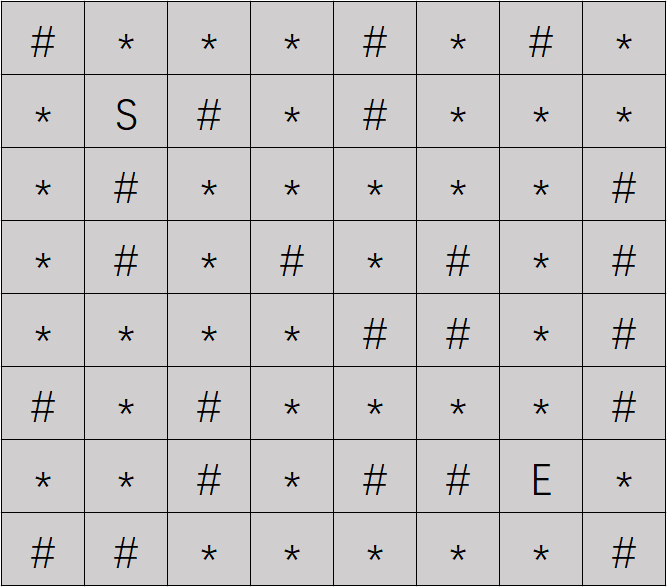 # * * * # * # *
* S # * # * * *
* # * * * * * #
* # * # * # * #
* * * * # # * #
# * # * * * * #
* * # * # # E *
# # * * * * * #